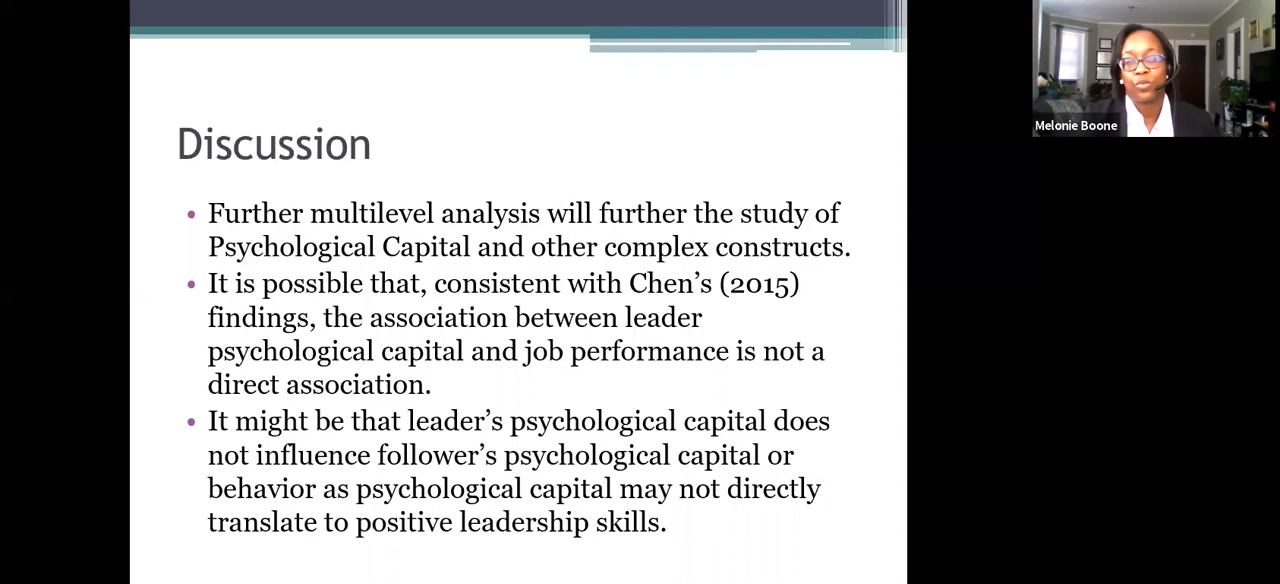 Discussion
• Further multilevel analysis will further the study of
Psychological Capital and other complex constructs.
• It is possible that, consistent with Chen’s (2015)
findings, the association between leader
psychological capital and job performance is not a
direct association.
• It might be that leader’s psychological capital does
not influence follower’s psychological capital or
behavior as psychological capital may not directly
translate to positive leadership skills.
Melonie Boone